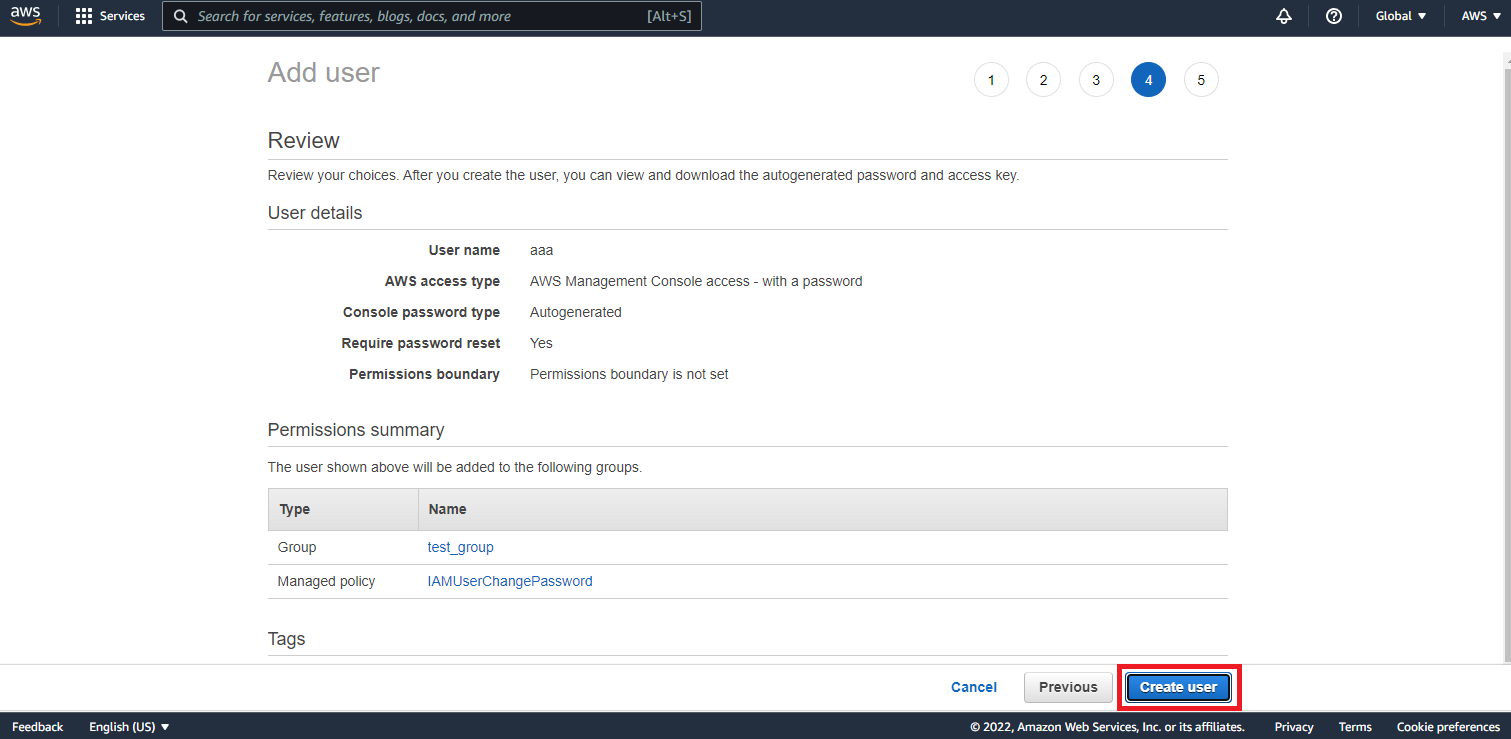 aws Services Search for services, features, blogs, docs, and more [Alt+S] Global AWS
Add user 1 2 3 4 5
Review
Review your choices. After you create the user, you can view and download the autogenerated password and access key.
User details
User name aaa
AWS access type AWS Management Console access - with a password
Console password type Autogenerated
Require password reset Yes
Permissions boundary Permissions boundary is not set
Permissions summary
The user shown above will be added to the following groups.
Type Name
Group test_group
Managed policy IAMUserChangePassword
Tags
Cancel Previous Create user
Feedback English (US) © 2022, Amazon Web Services, Inc. or its affiliates. Privacy Terms Cookie preferences